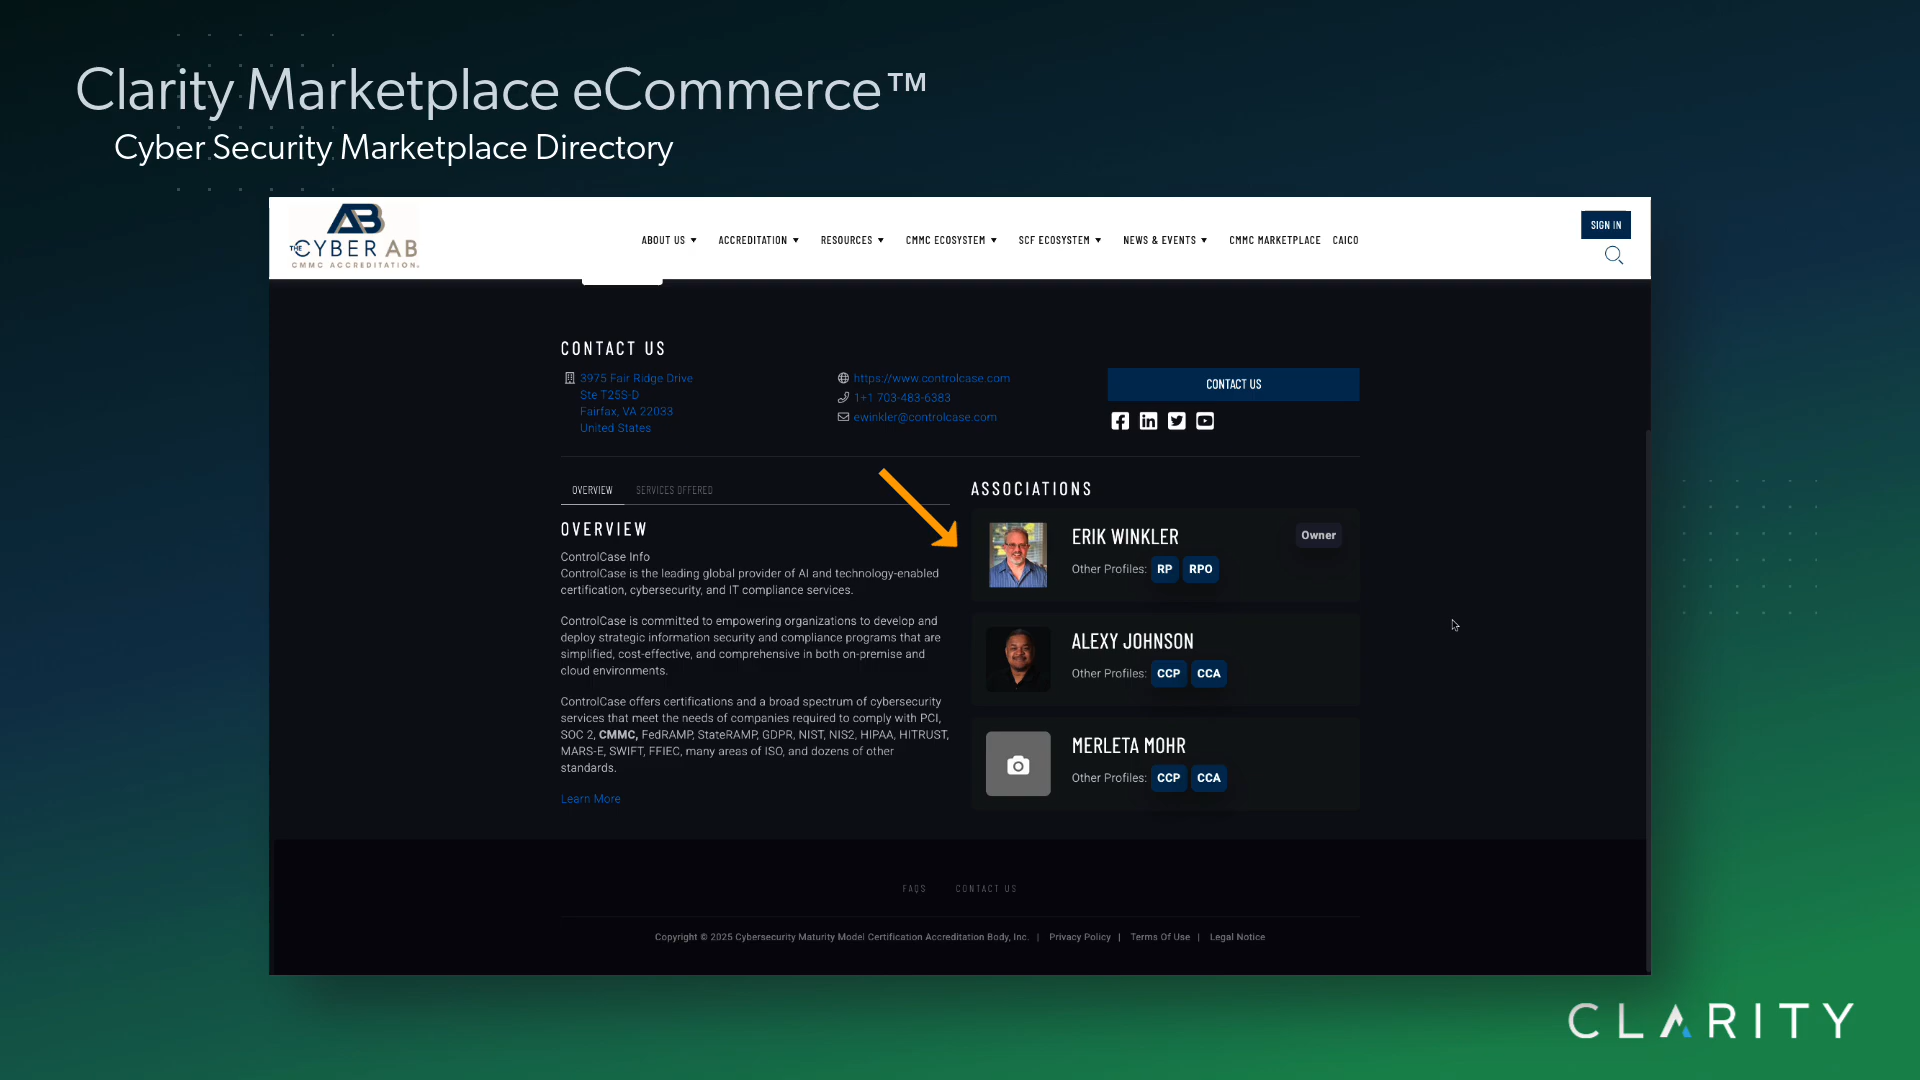 Clarity Marketplace eCommerce™
Cyber Security Marketplace Directory
AB
THE CYBER AB
CMMC ACCREDITATION
ABOUT US
ACCREDITATION
RESOURCES
CMMC ECOSYSTEM
SCF ECOSYSTEM
NEWS & EVENTS
CMMC MARKETPLACE
CAICO
SIGN IN
CONTACT US
3975 Fair Ridge Drive
Ste T25S-D
Fairfax, VA 22033
United States
https://www.controlcase.com
1+1 703-483-6383
ewinkler@controlcase.com
CONTACT US
OVERVIEW
SERVICES OFFERED
OVERVIEW
ControlCase Info
ControlCase is the leading global provider of AI and technology-enabled
certification, cybersecurity, and IT compliance services.
ControlCase is committed to empowering organizations to develop and
deploy strategic information security and compliance programs that are
simplified, cost-effective, and comprehensive in both on-premise and
cloud environments.
ControlCase offers certifications and a broad spectrum of cybersecurity
services that meet the needs of companies required to comply with PCI,
SOC 2, CMMC, FedRAMP, StateRAMP, GDPR, NIST, NIS2, HIPAA, HITRUST,
MARS-E, SWIFT, FFIEC, many areas of ISO, and dozens of other
standards.
Learn More
ASSOCIATIONS
ERIK WINKLER
Owner
Other Profiles: RP RPO
ALEXY JOHNSON
Other Profiles: CCP CCA
MERLETA MOHR
Other Profiles: CCP CCA
FAQS
CONTACT US
Copyright © 2025 Cybersecurity Maturity Model Certification Accreditation Body, Inc. | Privacy Policy | Terms Of Use | Legal Notice
CLARITY